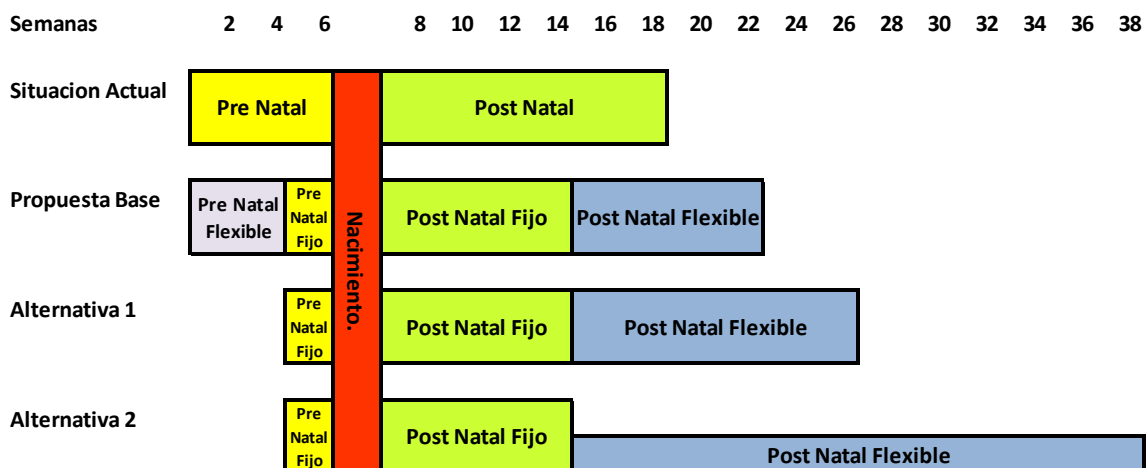 Semanas 2 4 6 8 10 12 14 16 18 20 22 24 26 28 30 32 34 36 38
Situacion Actual
Pre Natal
Post Natal
Propuesta Base
Pre Natal
Flexible
Pre
Natal
Fijo
Nacimiento.
Post Natal Fijo
Post Natal Flexible
Alternativa 1
Pre
Natal
Fijo
Post Natal Fijo
Post Natal Flexible
Alternativa 2
Pre
Natal
Fijo
Post Natal Fijo
Post Natal Flexible